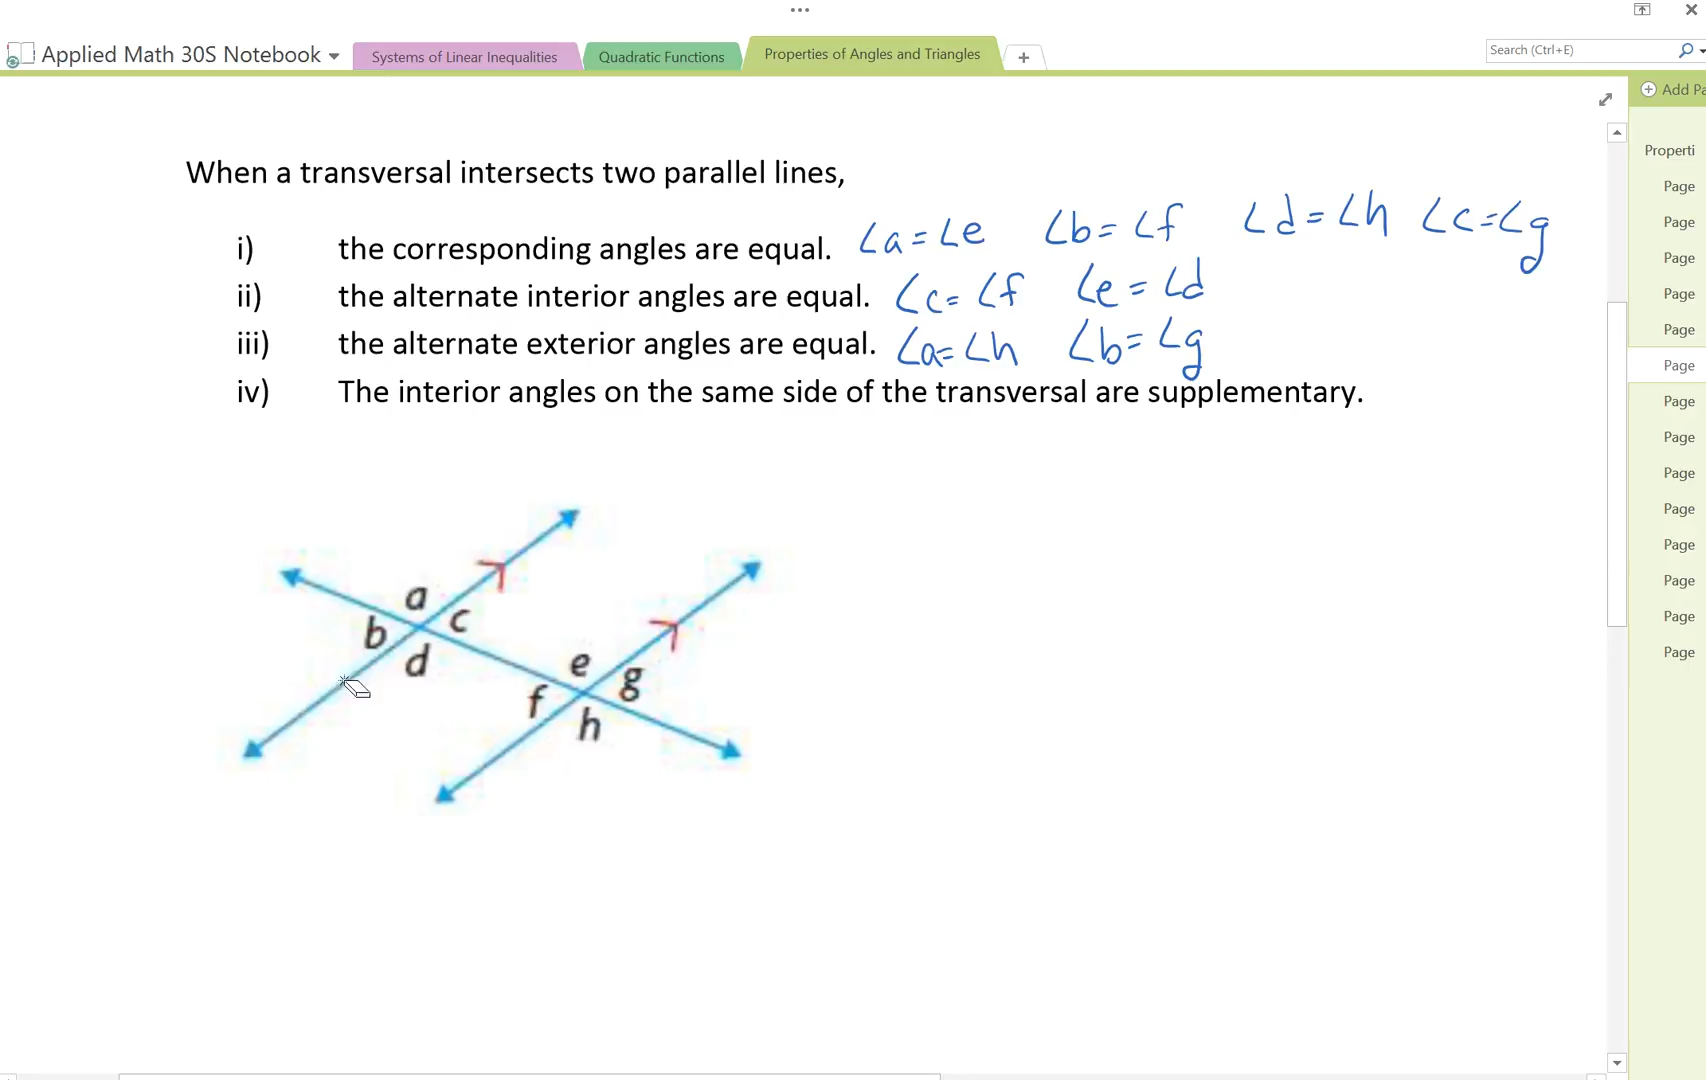 Applied Math 30S Notebook Systems of Linear Inequalities Quadratic Functions Properties of Angles and Triangles + Search (Ctrl+E)
Add Pa
When a transversal intersects two parallel lines,
i) the corresponding angles are equal. ∠a = ∠e ∠b = ∠f ∠d = ∠h ∠c = ∠g
ii) the alternate interior angles are equal. ∠c = ∠f ∠e = ∠d
iii) the alternate exterior angles are equal. ∠a = ∠h ∠b = ∠g
iv) The interior angles on the same side of the transversal are supplementary.
a
b c
d
e
f g
h
Properti
Page
Page
Page
Page
Page
Page
Page
Page
Page
Page
Page
Page
Page
Page